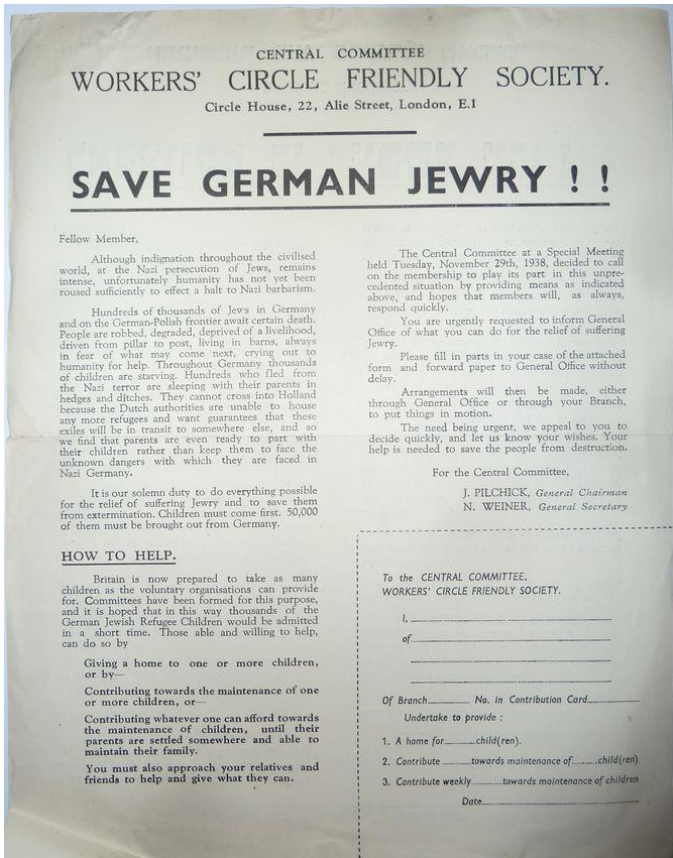 CENTRAL COMMITTEE
WORKERS' CIRCLE FRIENDLY SOCIETY.
Circle House, 22, Alie Street, London, E.1
SAVE GERMAN JEWRY ! !
Fellow Member,
Although indignation throughout the civilised
world, at the Nazi persecution of Jews, remains
intense, unfortunately humanity has not yet been
roused sufficiently to effect a halt to Nazi barbarism.
Hundreds of thousands of Jews in Germany
and on the German-Polish frontier await certain death.
People are robbed, degraded, deprived of a livelihood,
driven from pillar to post, living in barns, always
in fear of what may come next, crying out to
humanity for help. Throughout Germany thousands
of children are starving. Hundreds who fled from
the Nazi terror are sleeping with their parents in
hedges and ditches. They cannot cross into Holland
because the Dutch authorities are unable to house
any more refugees and want guarantees that these
exiles will be in transit to somewhere else, and so
we find that parents are even ready to part with
their children rather than keep them to face the
unknown dangers with which they are faced in
Nazi Germany.
It is our solemn duty to do everything possible
for the relief of suffering Jewry and to save them
from extermination. Children must come first. 50,000
of them must be brought out from Germany.
HOW TO HELP.
Britain is now prepared to take as many
children as the voluntary organisations can provide
for. Committees have been formed for this purpose,
and it is hoped that in this way thousands of the
German Jewish Refugee Children would be admitted
in a short time. Those able and willing to help,
can do so by
Giving a home to one or more children,
or by—
Contributing towards the maintenance of one
or more children, or—
Contributing whatever one can afford towards
the maintenance of children, until their
parents are settled somewhere and able to
maintain their family.
You must also approach your relatives and
friends to help and give what they can.
The Central Committee at a Special Meeting
held Tuesday, November 29th, 1938, decided to call
on the membership to play its part in this unpre-
cedented situation by providing means as indicated
above, and hopes that members will, as always,
respond quickly.
You are urgently requested to inform General
Office of what you can do for the relief of suffering
Jewry.
Please fill in parts in your case of the attached
form and forward paper to General Office without
delay.
Arrangements will then be made, either
through General Office or through your Branch,
to put things in motion.
The need being urgent, we appeal to you to
decide quickly, and let us know your wishes. Your
help is needed to save the people from destruction.
For the Central Committee,
J. PILCHICK, General Chairman
N. WEINER, General Secretary
To the CENTRAL COMMITTEE,
WORKERS' CIRCLE FRIENDLY SOCIETY.
I,
of
Of Branch............ No. in Contribution Card............
Undertake to provide :
1. A home for.........child(ren).
2. Contribute .........towards maintenance of.........child(ren)
3. Contribute weekly.........towards maintenance of children
Date............